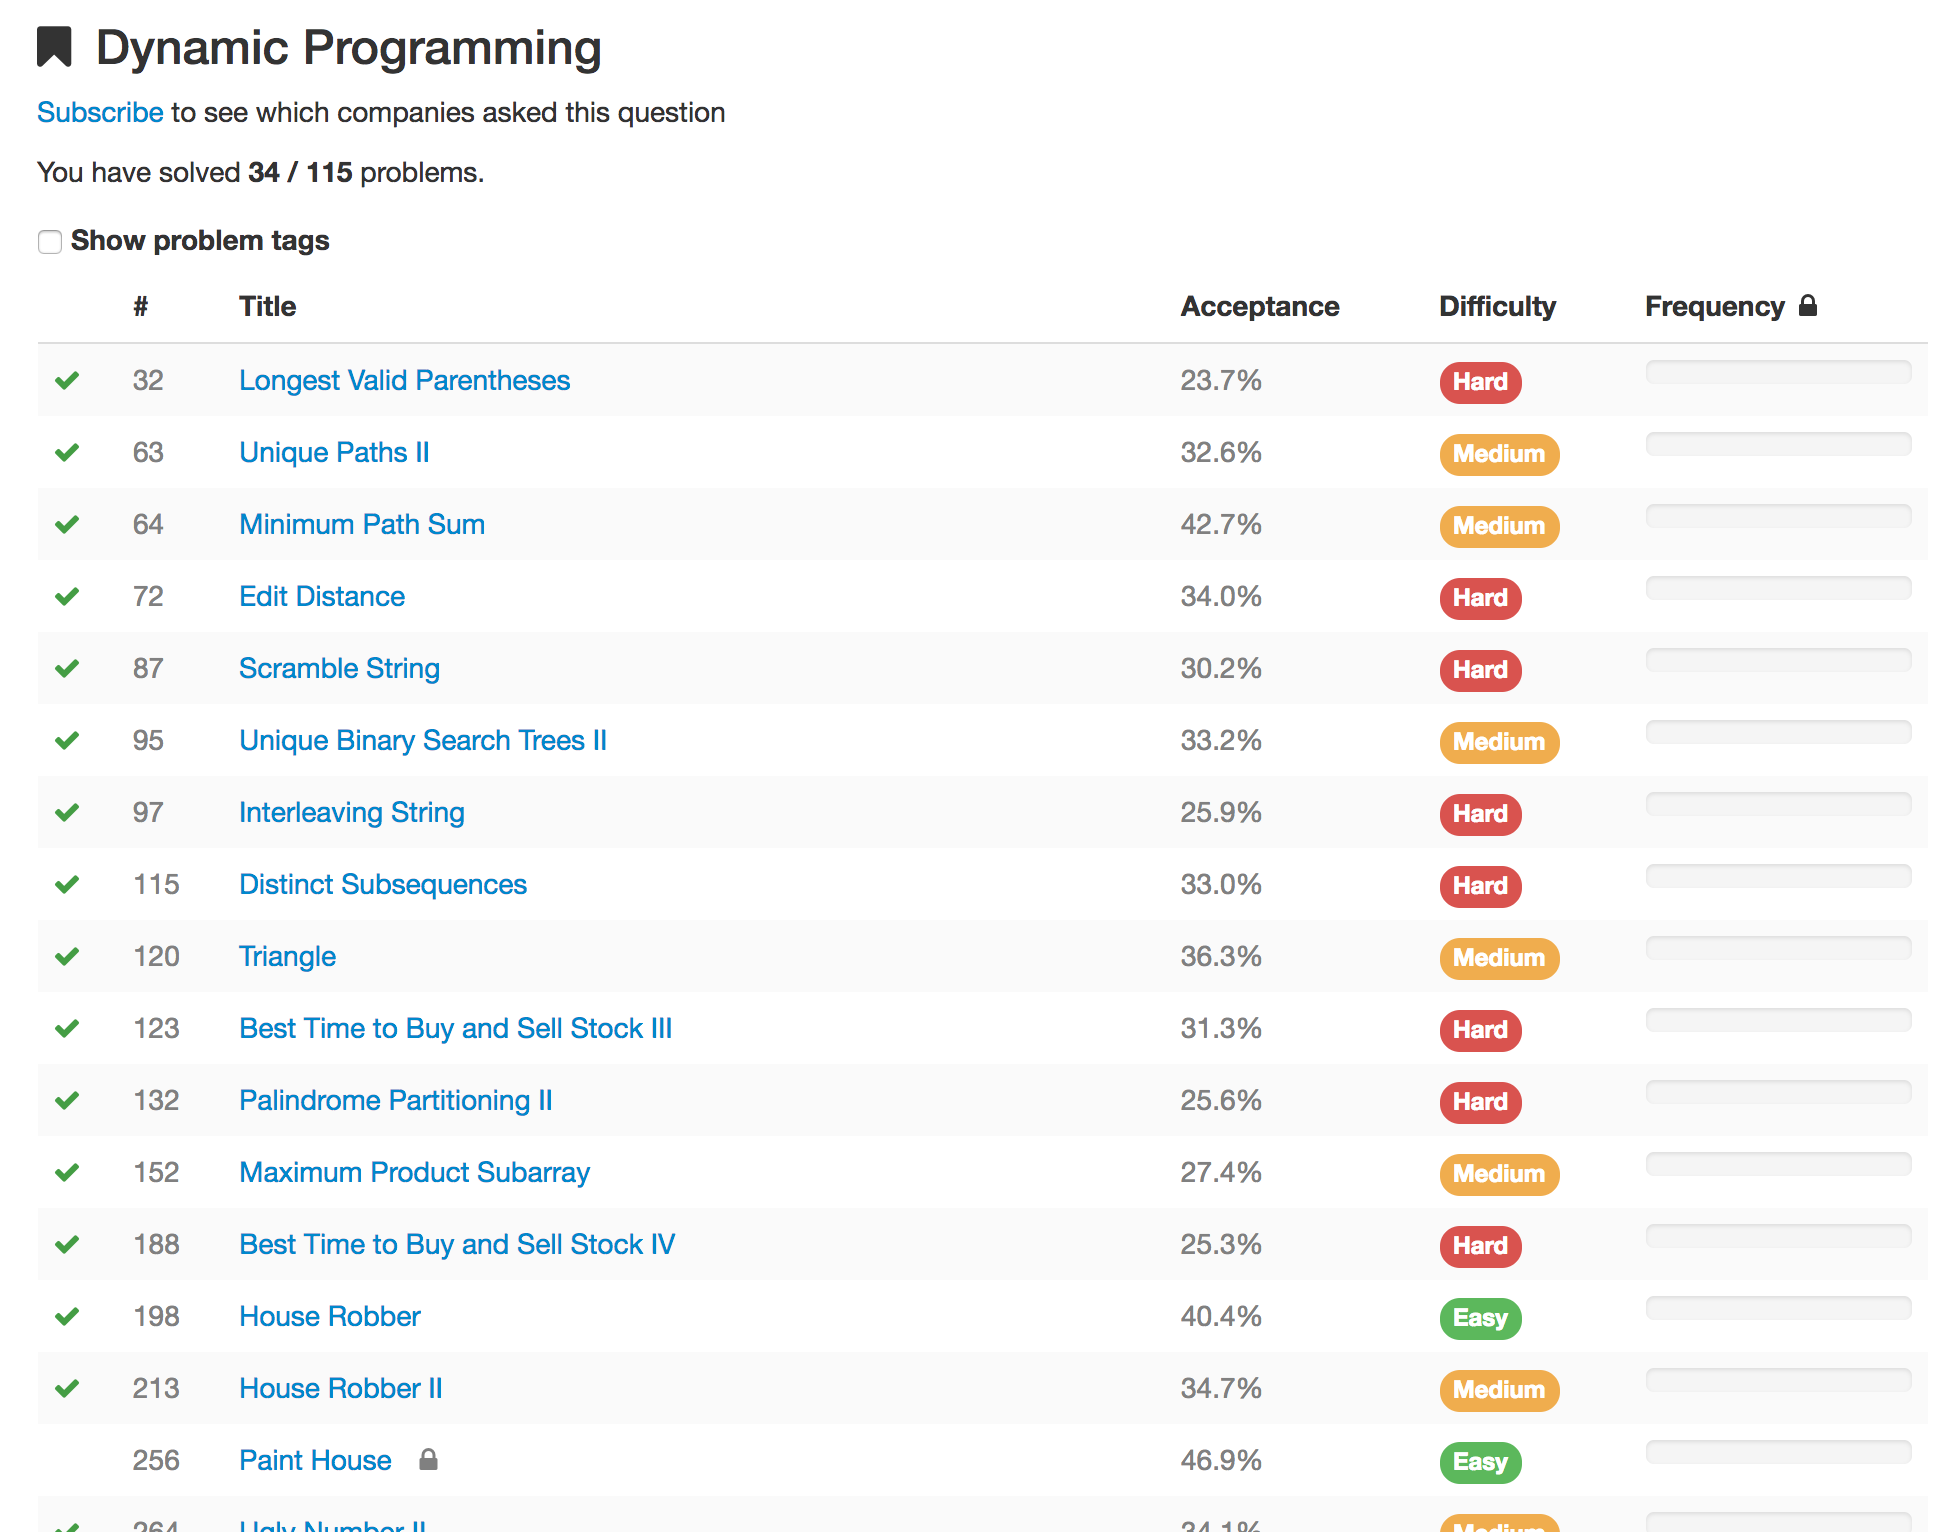 Dynamic Programming
Subscribe to see which companies asked this question
You have solved 34 / 115 problems.
Show problem tags
# Title Acceptance Difficulty Frequency
32 Longest Valid Parentheses 23.7% Hard
63 Unique Paths II 32.6% Medium
64 Minimum Path Sum 42.7% Medium
72 Edit Distance 34.0% Hard
87 Scramble String 30.2% Hard
95 Unique Binary Search Trees II 33.2% Medium
97 Interleaving String 25.9% Hard
115 Distinct Subsequences 33.0% Hard
120 Triangle 36.3% Medium
123 Best Time to Buy and Sell Stock III 31.3% Hard
132 Palindrome Partitioning II 25.6% Hard
152 Maximum Product Subarray 27.4% Medium
188 Best Time to Buy and Sell Stock IV 25.3% Hard
198 House Robber 40.4% Easy
213 House Robber II 34.7% Medium
256 Paint House 46.9% Easy
264 Ugly Number II 34.1% Medium